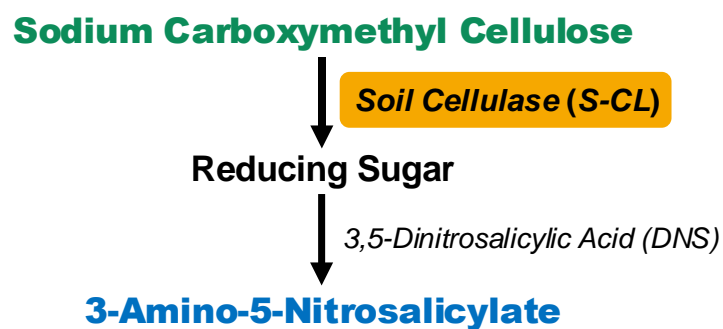 Sodium Carboxymethyl Cellulose
Soil Cellulase (S-CL)
Reducing Sugar
3,5-Dinitrosalicylic Acid (DNS)
3-Amino-5-Nitrosalicylate